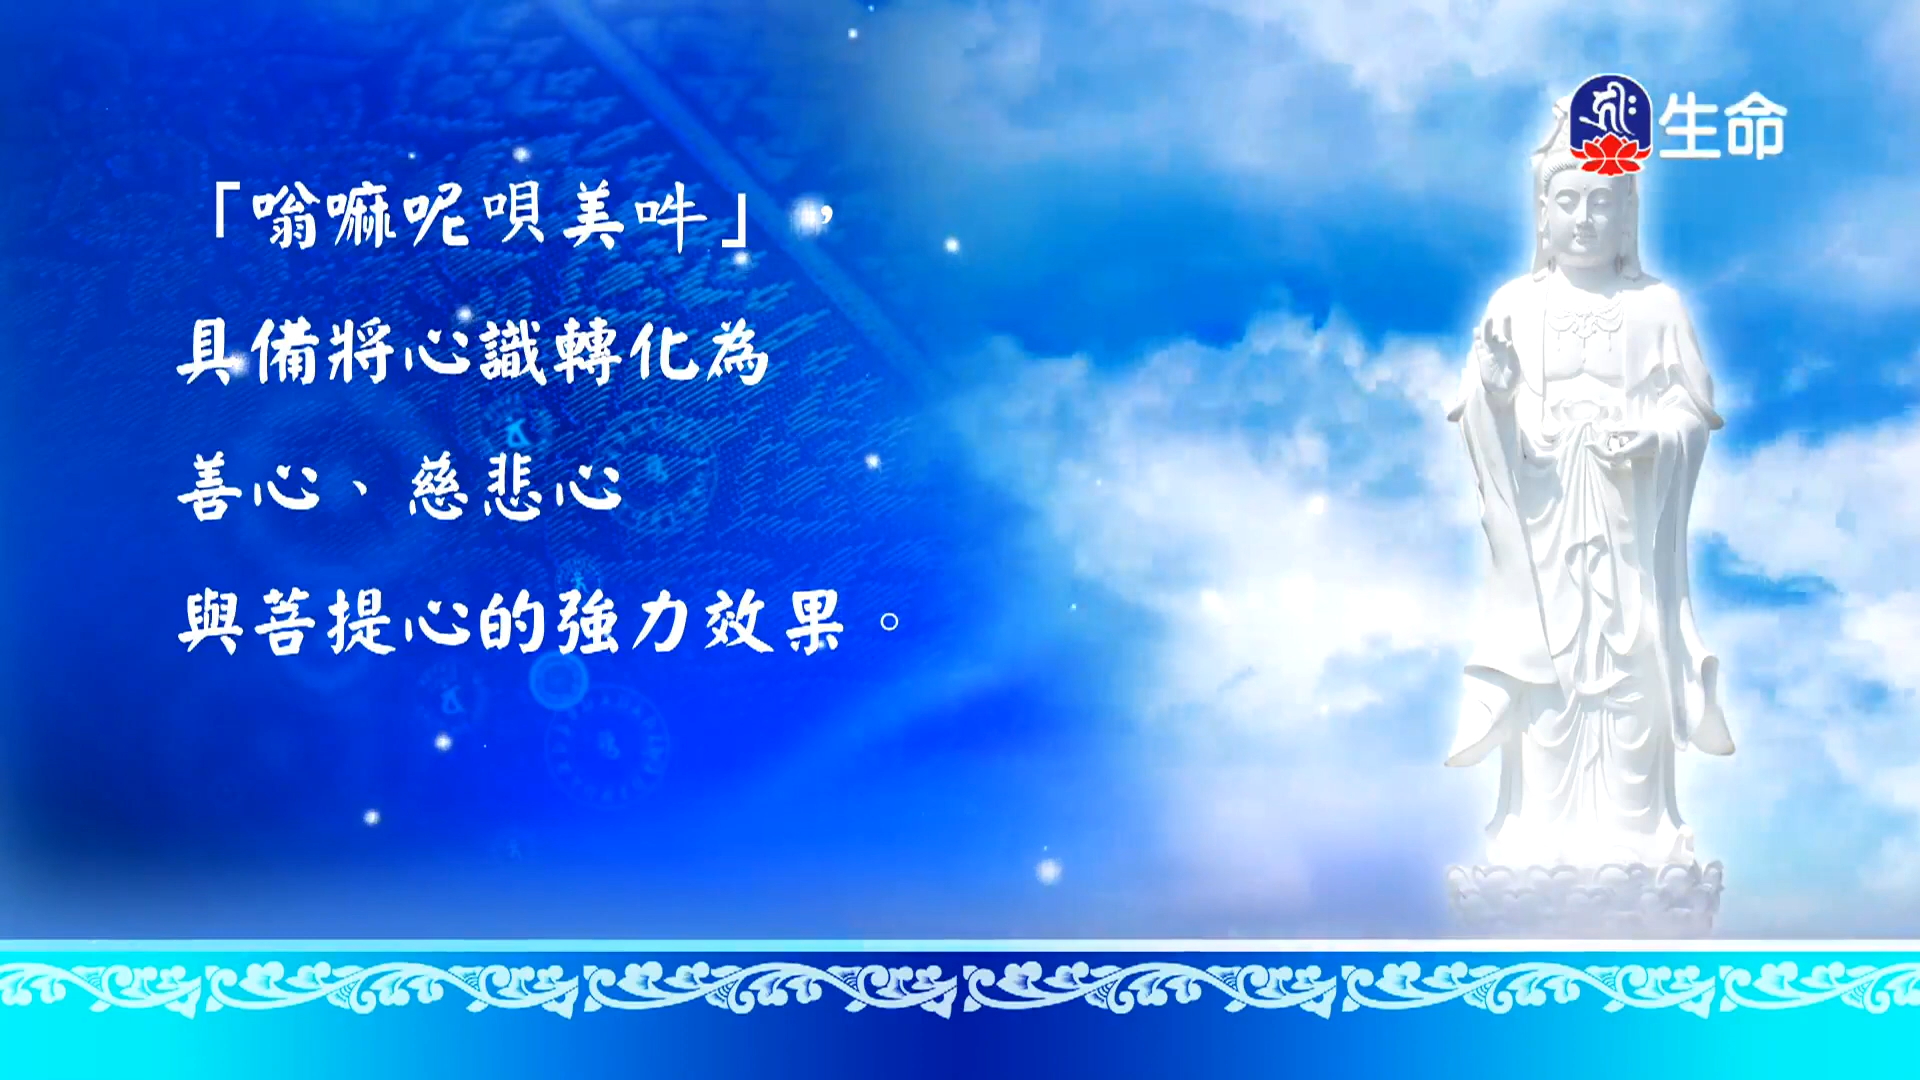 生命
「嗡嘛呢唄美吽」，
具備將心識轉化為
善心、慈悲心
與菩提心的強力效果。